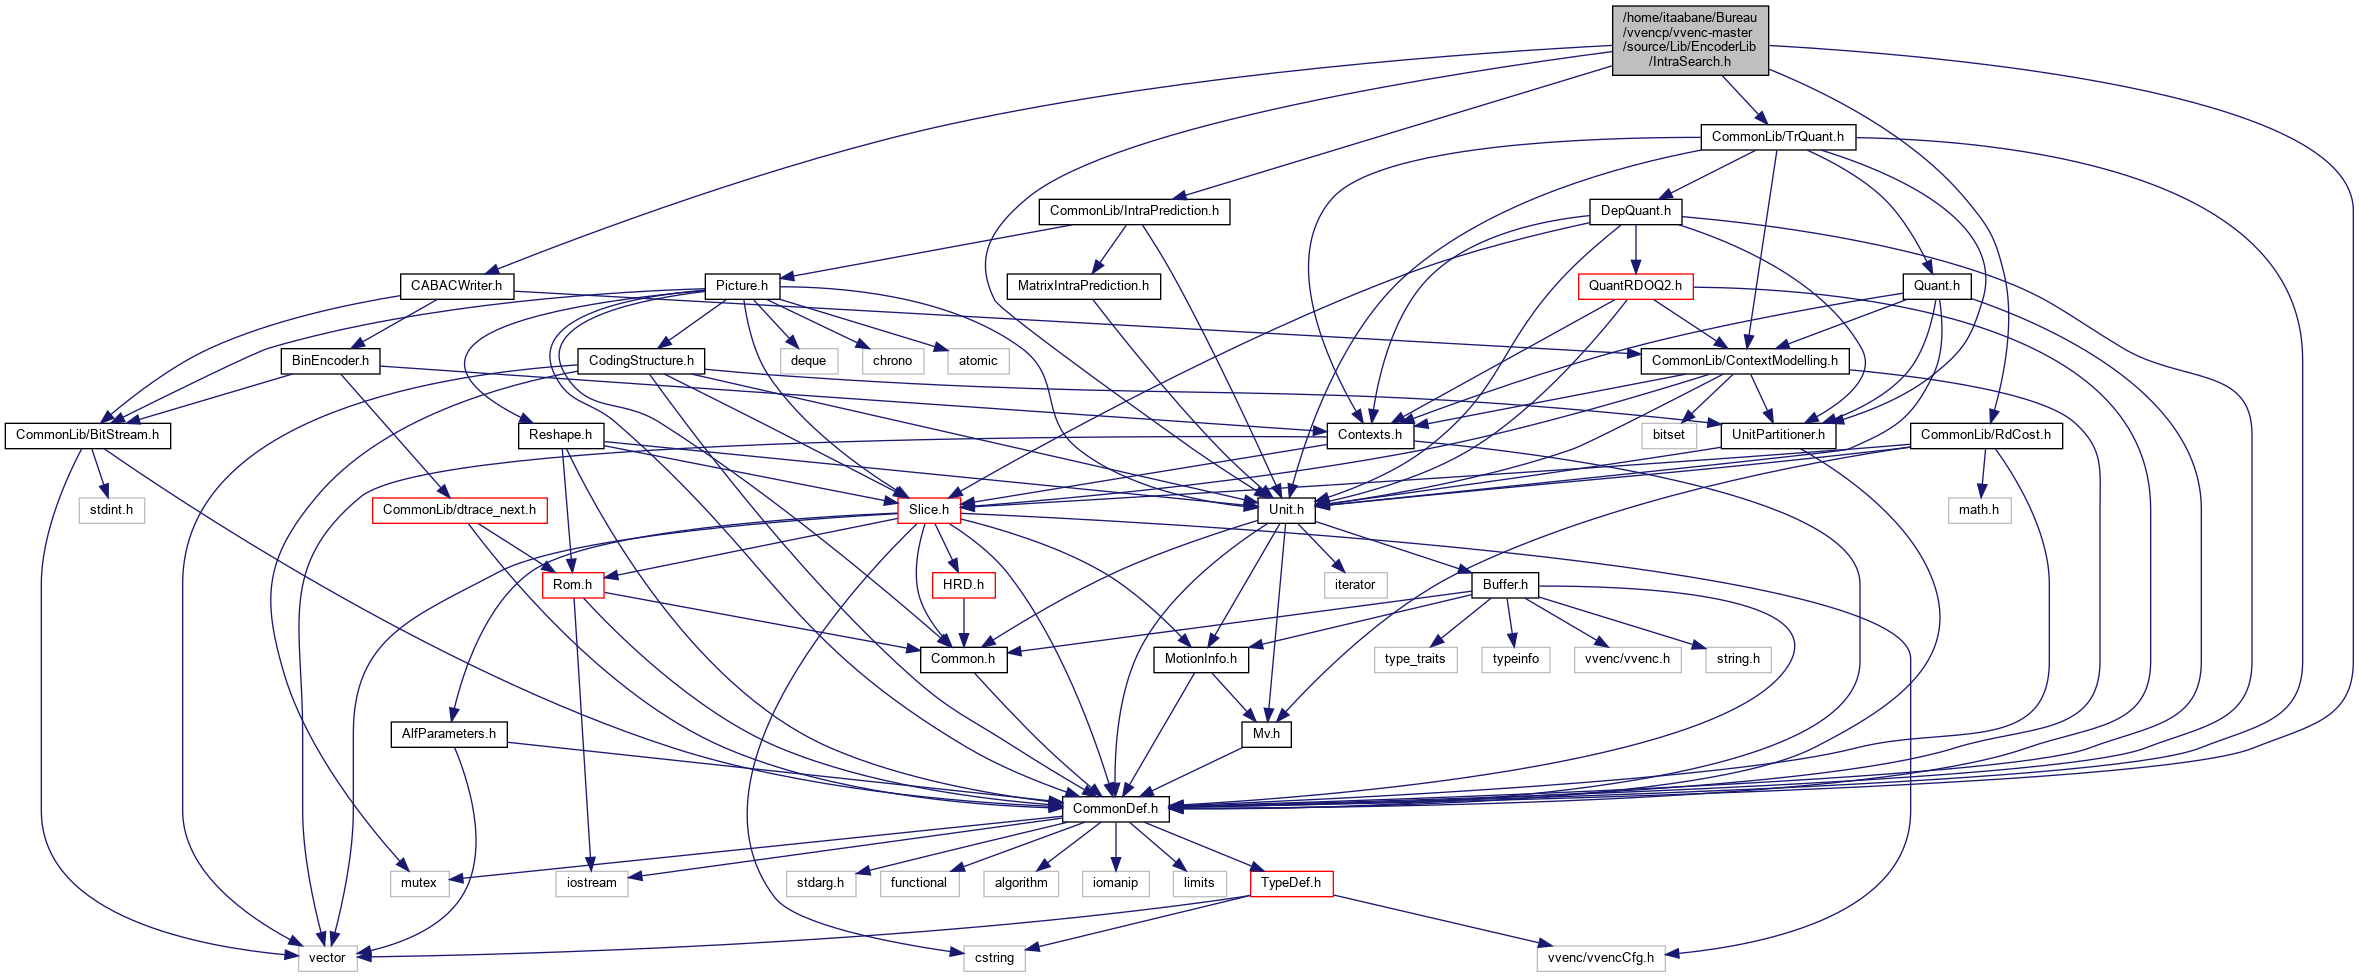 /home/itaabane/Bureau
/vvencp/vvenc-master
/source/Lib/EncoderLib
/IntraSearch.h
CommonLib/TrQuant.h
CommonLib/IntraPrediction.h
DepQuant.h
CABACWriter.h
Picture.h
MatrixIntraPrediction.h
QuantRDOQ2.h
Quant.h
BinEncoder.h
CodingStructure.h
deque
chrono
atomic
CommonLib/ContextModelling.h
CommonLib/BitStream.h
Reshape.h
Contexts.h
bitset
UnitPartitioner.h
CommonLib/RdCost.h
stdint.h
CommonLib/dtrace_next.h
Slice.h
Unit.h
math.h
Rom.h
HRD.h
iterator
Buffer.h
Common.h
MotionInfo.h
type_traits
typeinfo
vvenc/vvenc.h
string.h
AlfParameters.h
Mv.h
CommonDef.h
mutex
iostream
stdarg.h
functional
algorithm
iomanip
limits
TypeDef.h
vector
cstring
vvenc/vvencCfg.h